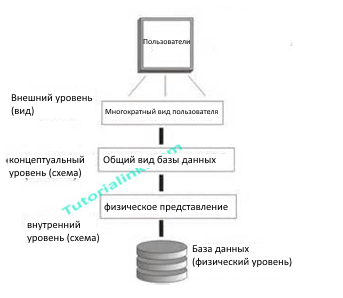 Пользователи
Внешний уровень
(вид)
Многократный вид пользователя
концептуальный
уровень (схема)
Общий вид базы данных
Tutorialink.com
физическое представление
внутренний
уровень (схема)
База данных
(физический уровень)